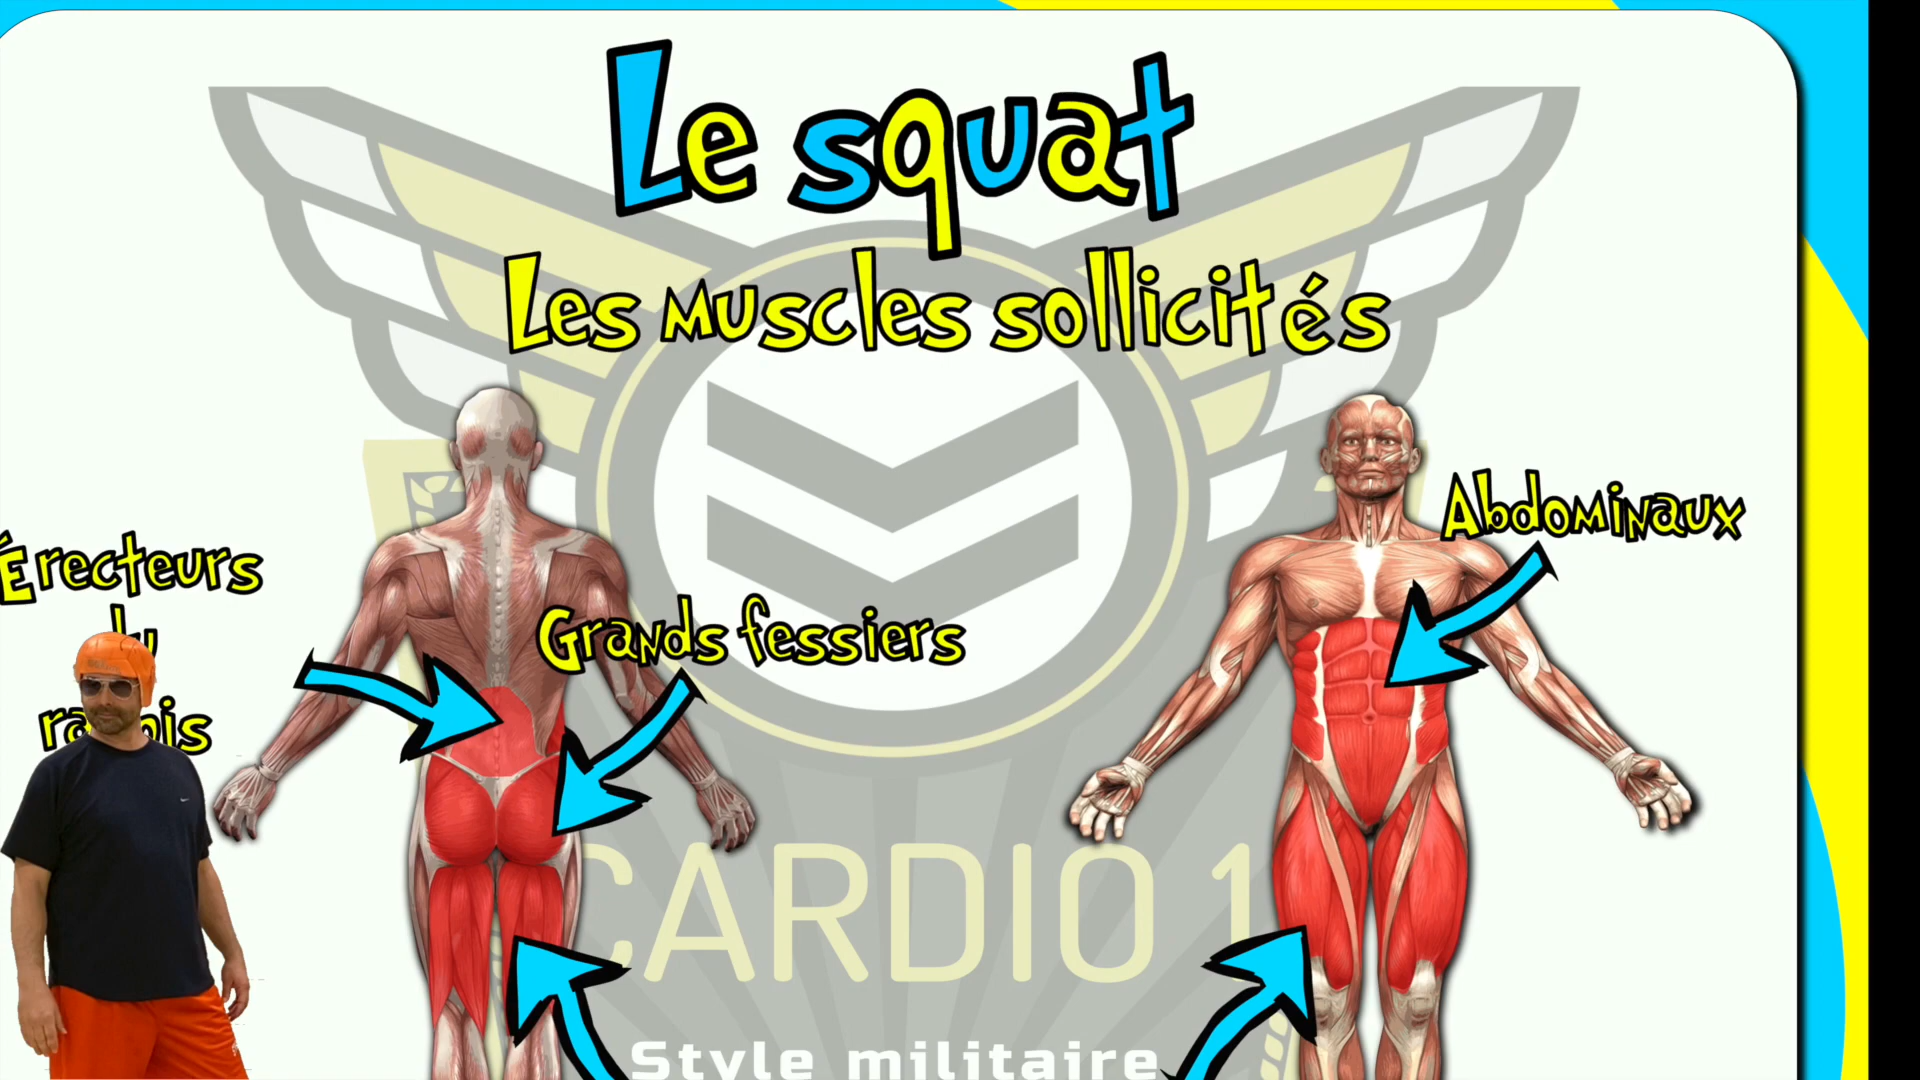 Le squat
Les muscles sollicités
Abdominaux
Érecteurs
Grands fessiers
CARDIO 1
Style militaire